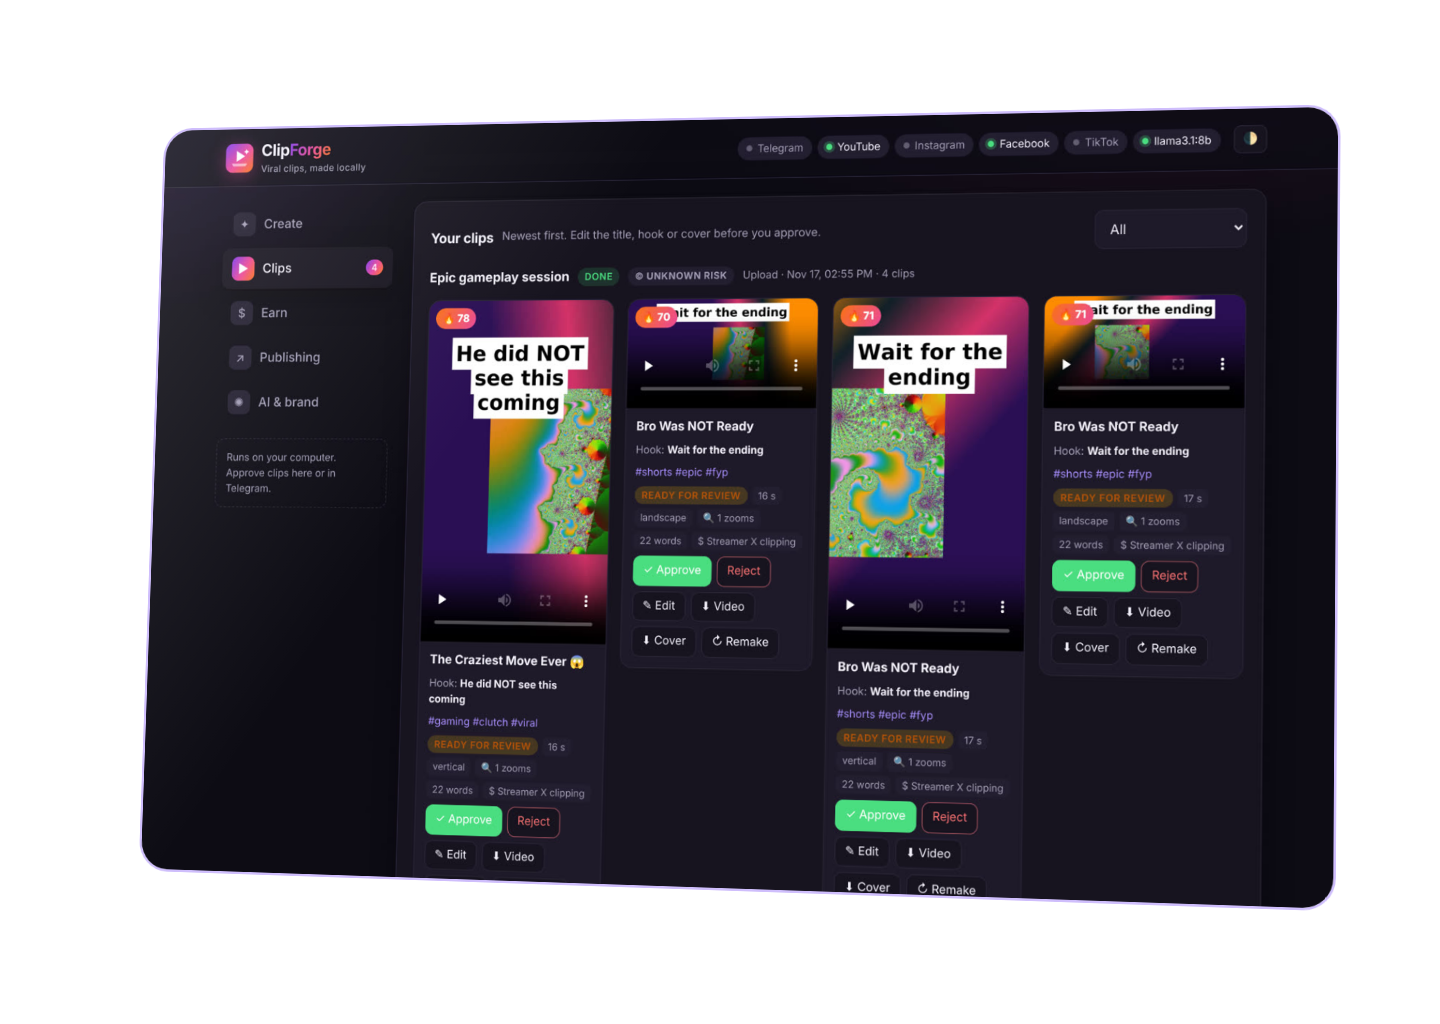 ClipForge
Viral clips, made locally
Telegram
YouTube
Instagram
Facebook
TikTok
llama3.1:8b
Create
Clips
4
$ Earn
Publishing
AI & brand
Runs on your computer.
Approve clips here or in
Telegram.
Your clips
Newest first. Edit the title, hook or cover before you approve.
All
Epic gameplay session
DONE
© UNKNOWN RISK
Upload · Nov 17, 02:55 PM · 4 clips
🔥 78
He did NOT
see this
coming
The Craziest Move Ever 😱
Hook: He did NOT see this
coming
#gaming #clutch #viral
READY FOR REVIEW
16 s
vertical
🔍 1 zooms
22 words
$ Streamer X clipping
✓ Approve
Reject
✎ Edit
⬇ Video
🔥 70
ait for the ending
Bro Was NOT Ready
Hook: Wait for the ending
#shorts #epic #fyp
READY FOR REVIEW
16 s
landscape
🔍 1 zooms
22 words
$ Streamer X clipping
✓ Approve
Reject
✎ Edit
⬇ Video
⬇ Cover
↻ Remake
🔥 71
Wait for the
ending
Bro Was NOT Ready
Hook: Wait for the ending
#shorts #epic #fyp
READY FOR REVIEW
17 s
vertical
🔍 1 zooms
22 words
$ Streamer X clipping
✓ Approve
Reject
✎ Edit
⬇ Video
⬇ Cover
↻ Remake
🔥 71
ait for the ending
Bro Was NOT Ready
Hook: Wait for the ending
#shorts #epic #fyp
READY FOR REVIEW
17 s
landscape
🔍 1 zooms
22 words
$ Streamer X clipping
✓ Approve
Reject
✎ Edit
⬇ Video
⬇ Cover
↻ Remake